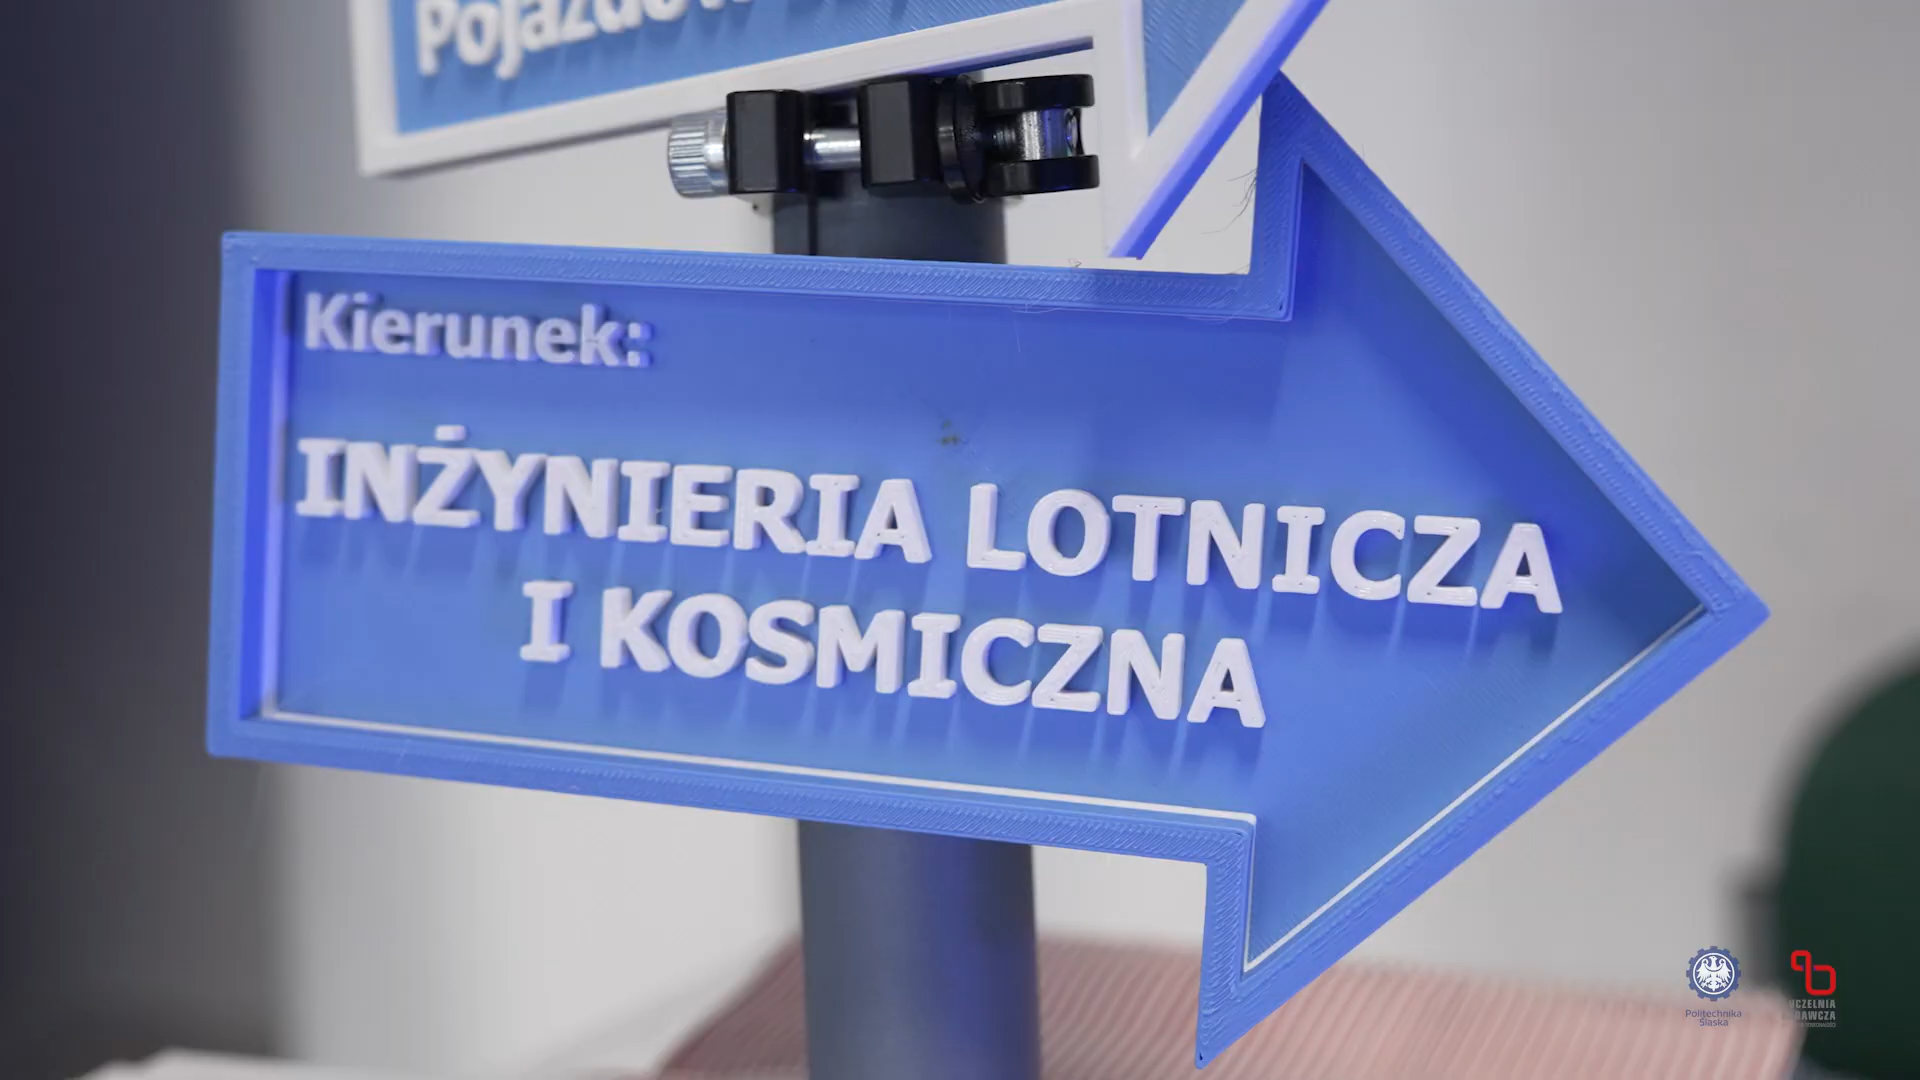 Kierunek:
INŻYNIERIA LOTNICZA
I KOSMICZNA
Politechnika
Śląska